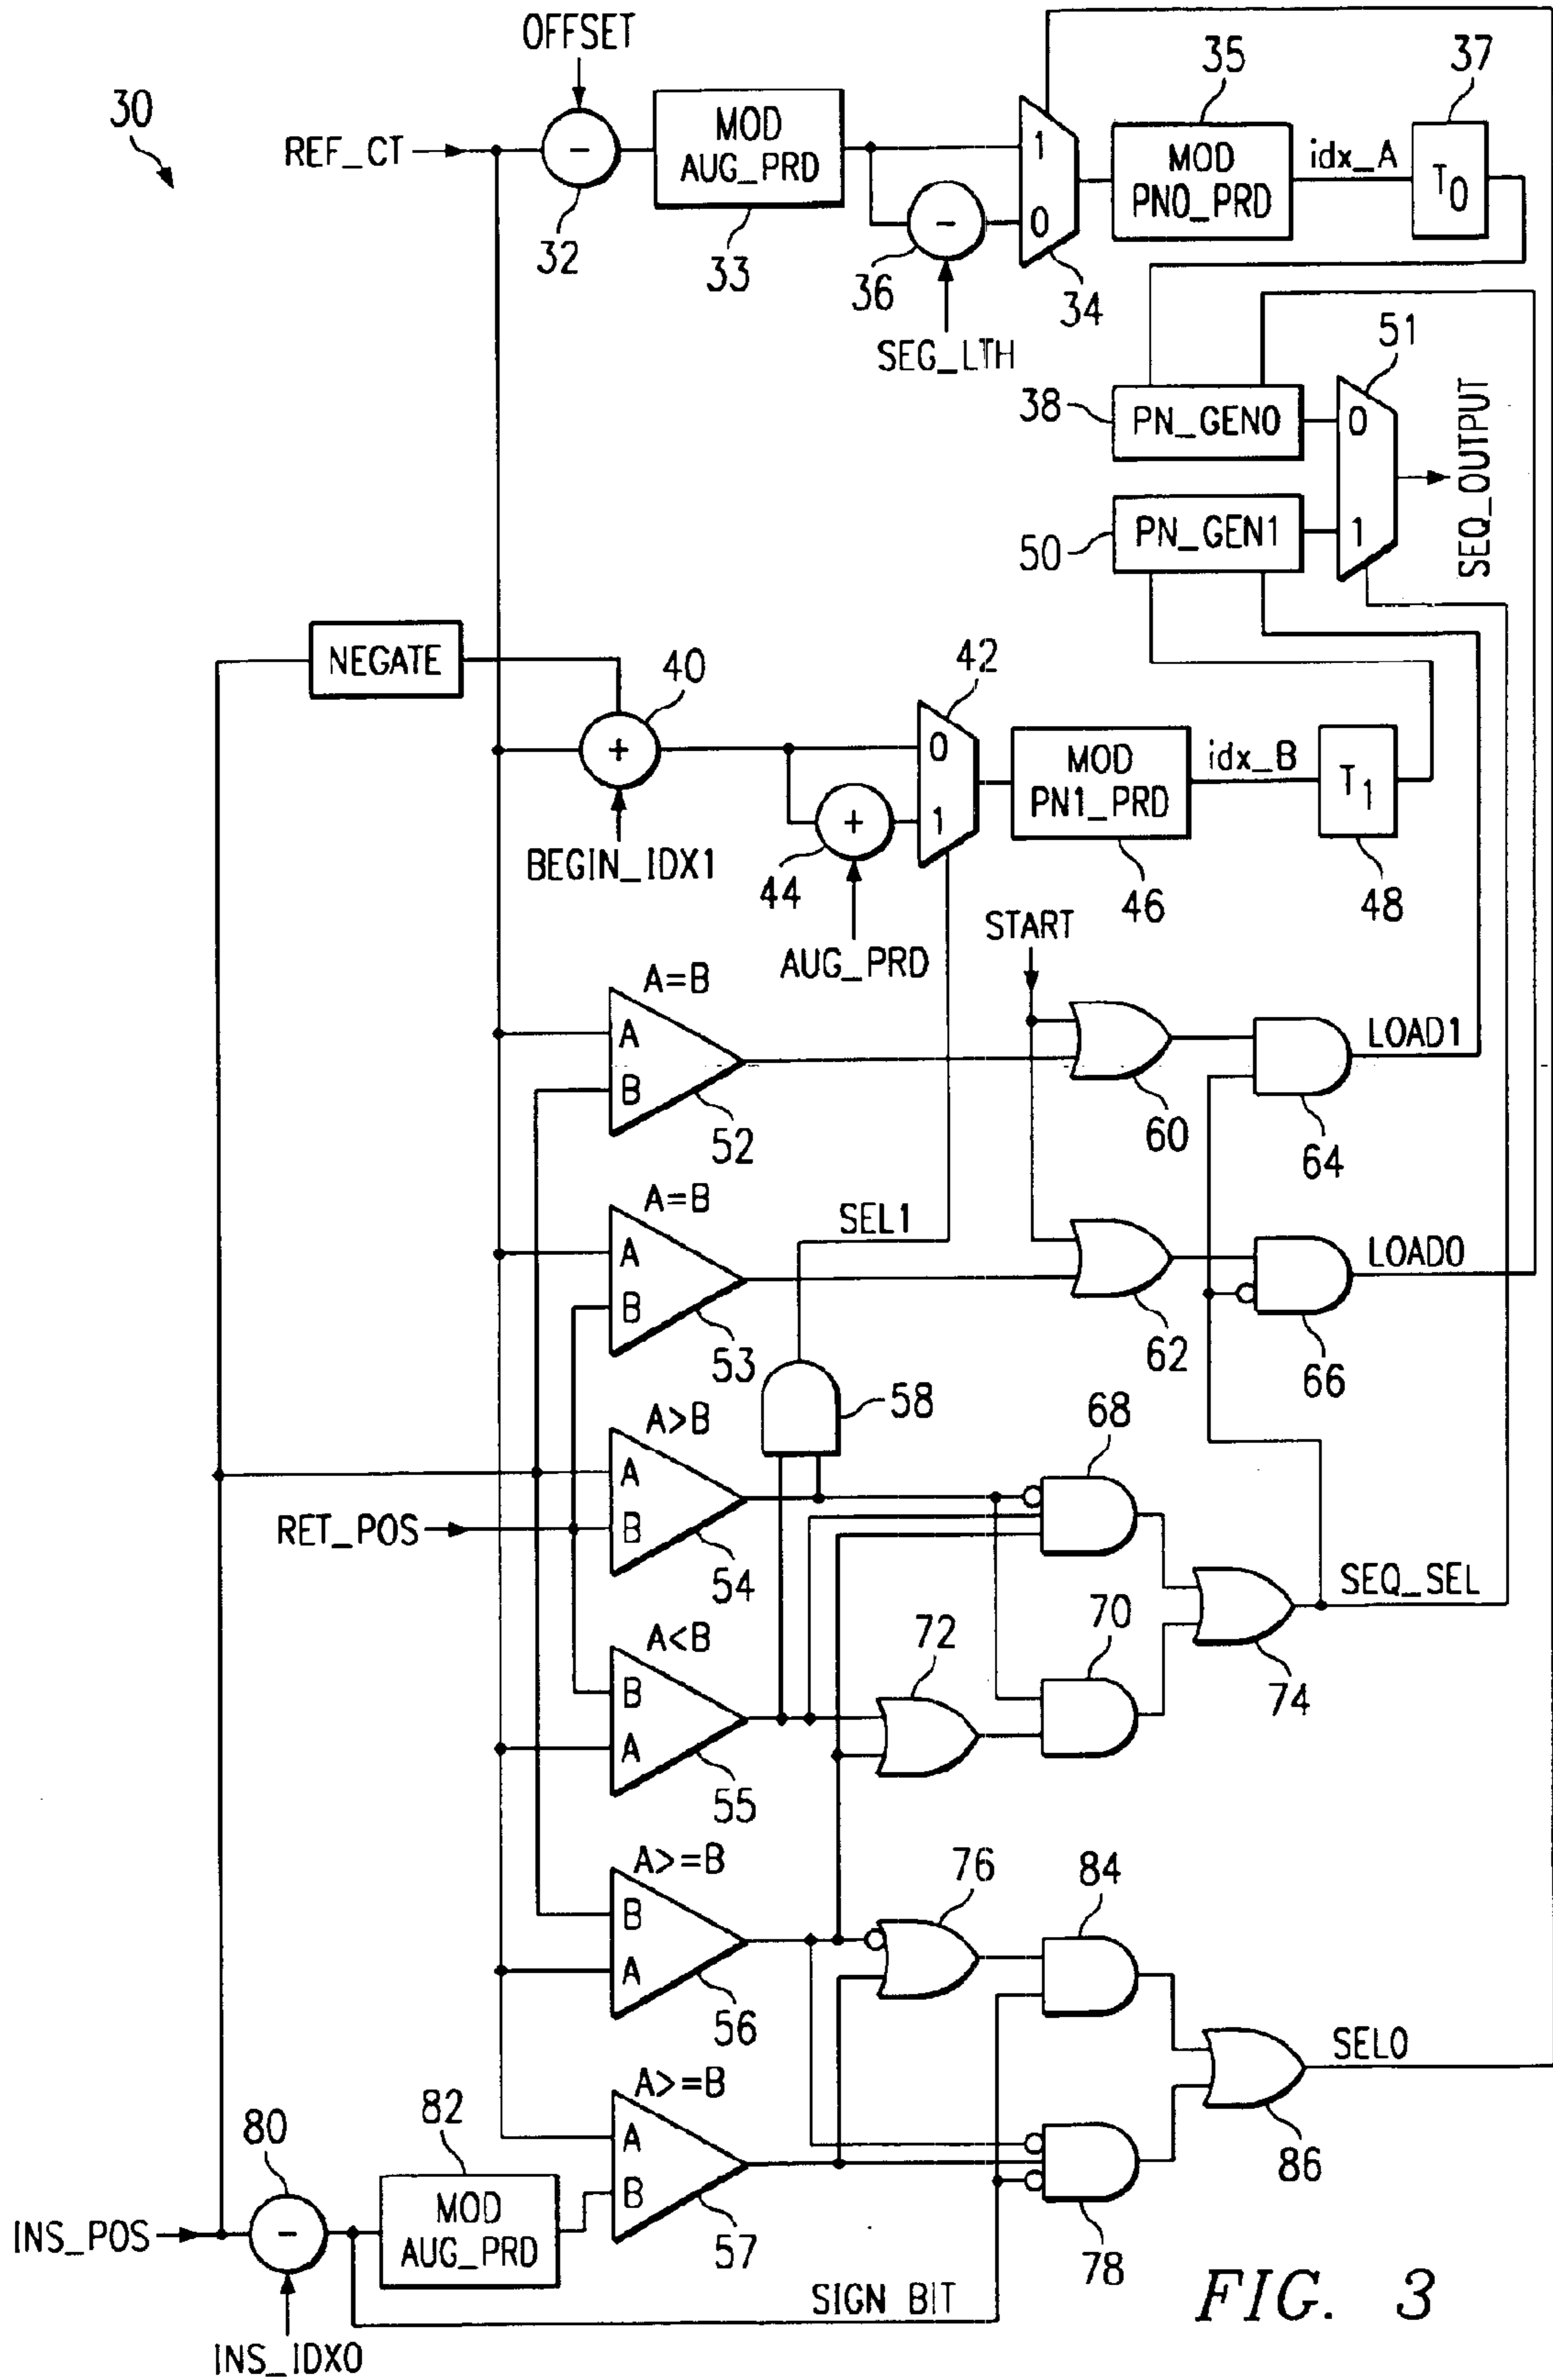 OFFSET
30
REF_CT
-
32
MOD
AUG_PRD
33
-
36
SEG_LTH
1
0
34
35
MOD
PN0_PRD
idx_A
37
T0
38
PN_GEN0
50
PN_GEN1
51
0
1
SEQ_OUTPUT
NEGATE
40
+
BEGIN_IDX1
42
0
1
+
44
AUG_PRD
MOD
PN1_PRD
46
idx_B
T1
48
START
A=B
A
B
52
60
64
LOAD1
A=B
A
B
53
SEL1
62
66
LOAD0
58
A>B
A
B
54
RET_POS
68
A<B
B
A
55
72
70
74
SEQ_SEL
A>=B
B
A
56
76
84
A>=B
A
B
57
78
86
SEL0
80
-
82
MOD
AUG_PRD
INS_POS
INS_IDX0
SIGN BIT
FIG. 3